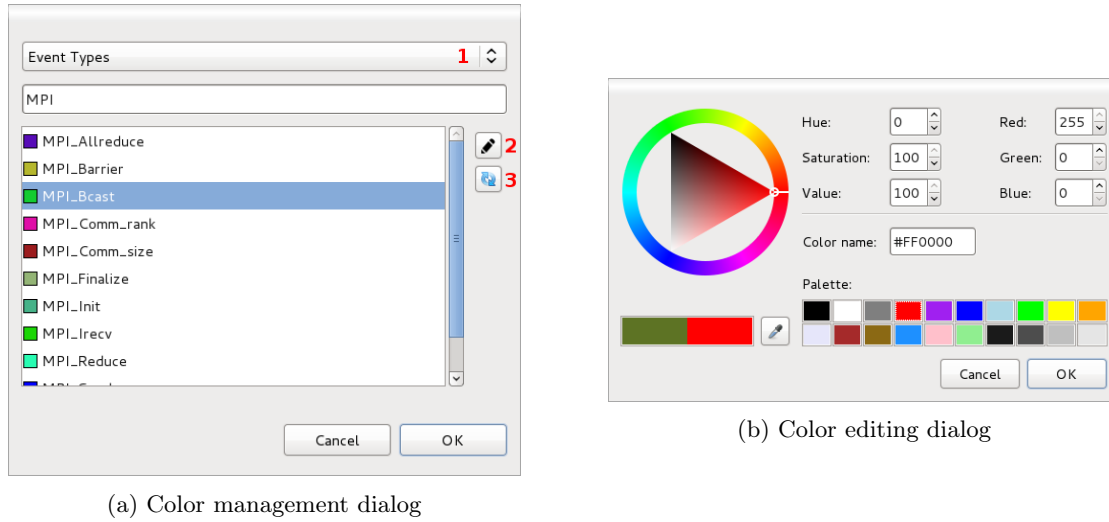 Event Types 1
MPI
MPI_Allreduce
MPI_Barrier
MPI_Bcast
MPI_Comm_rank
MPI_Comm_size
MPI_Finalize
MPI_Init
MPI_Irecv
MPI_Reduce
2
3
Cancel OK
(a) Color management dialog
Hue: 0 Red: 255
Saturation: 100 Green: 0
Value: 100 Blue: 0
Color name: #FF0000
Palette:
Cancel OK
(b) Color editing dialog